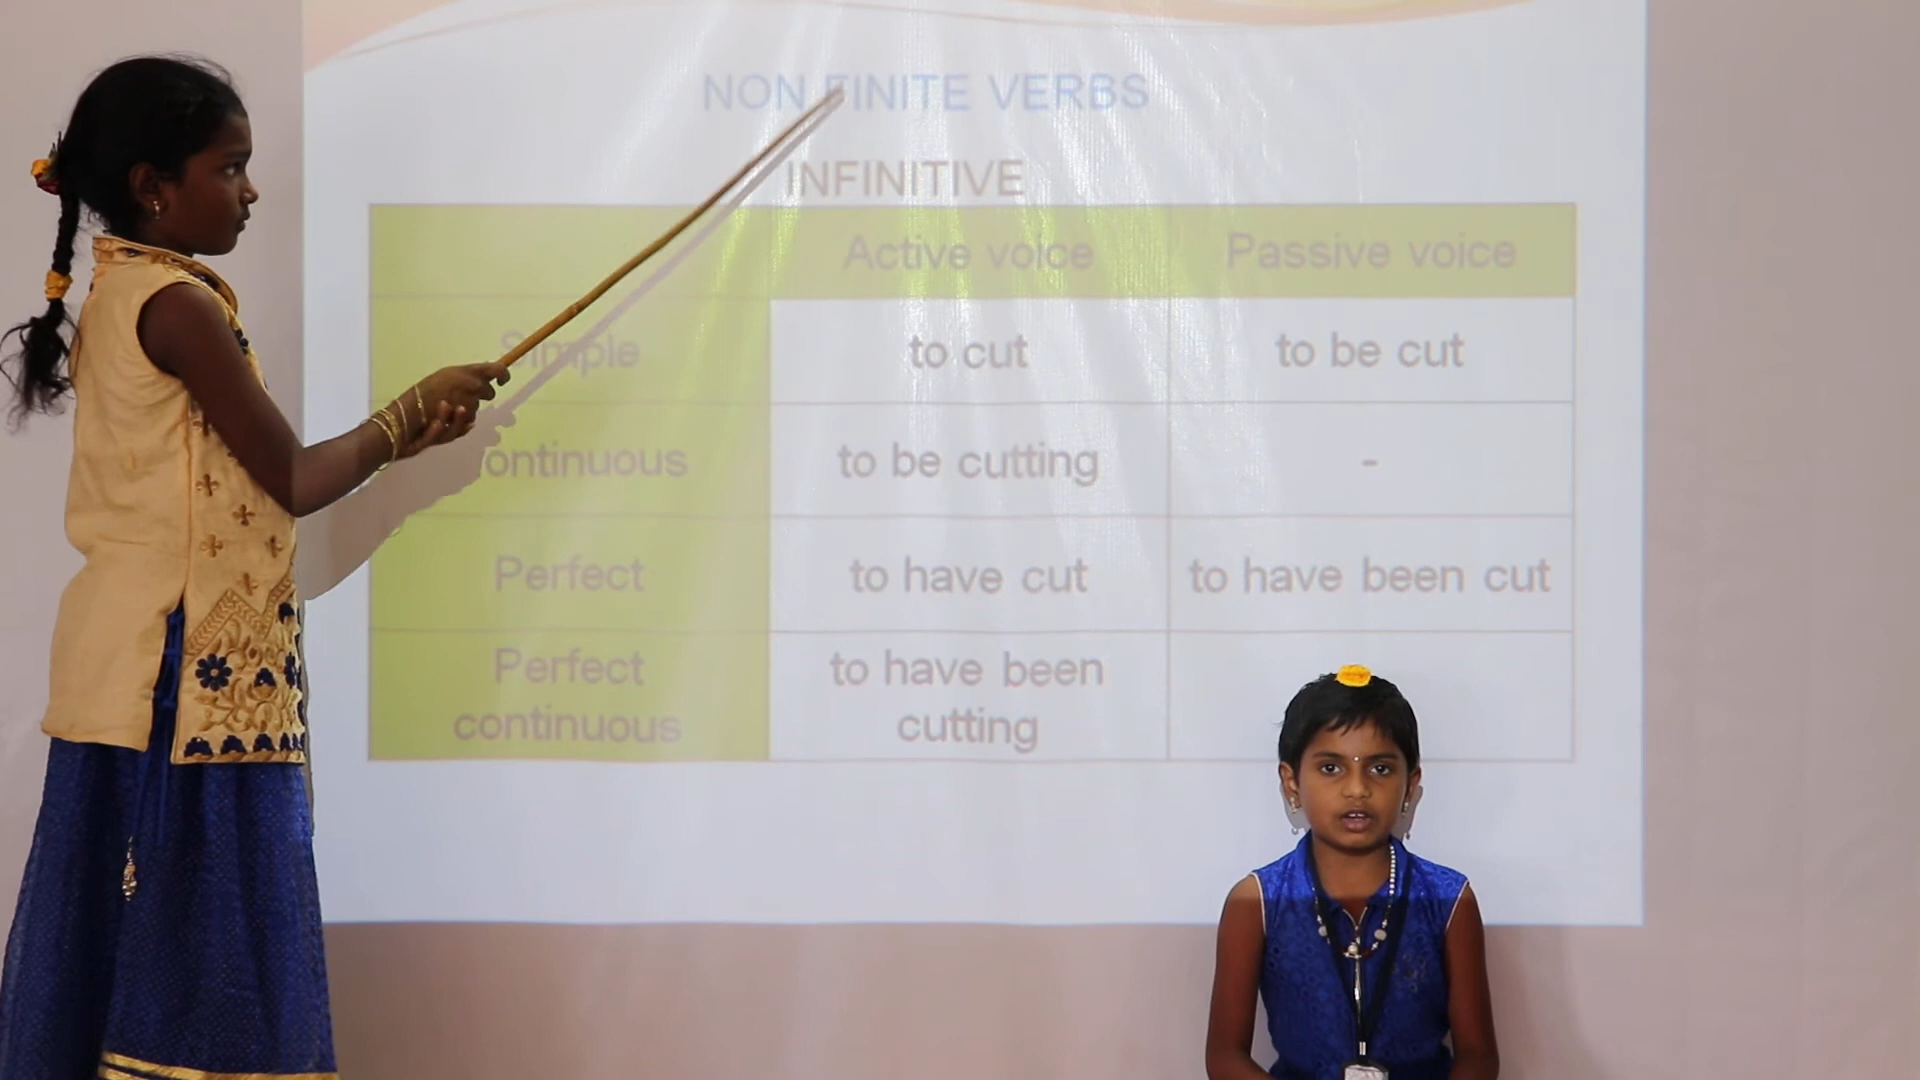 NON FINITE VERBS
INFINITIVE
Active voice Passive voice
Simple to cut to be cut
ontinuous to be cutting -
Perfect to have cut to have been cut
Perfect continuous to have been cutting